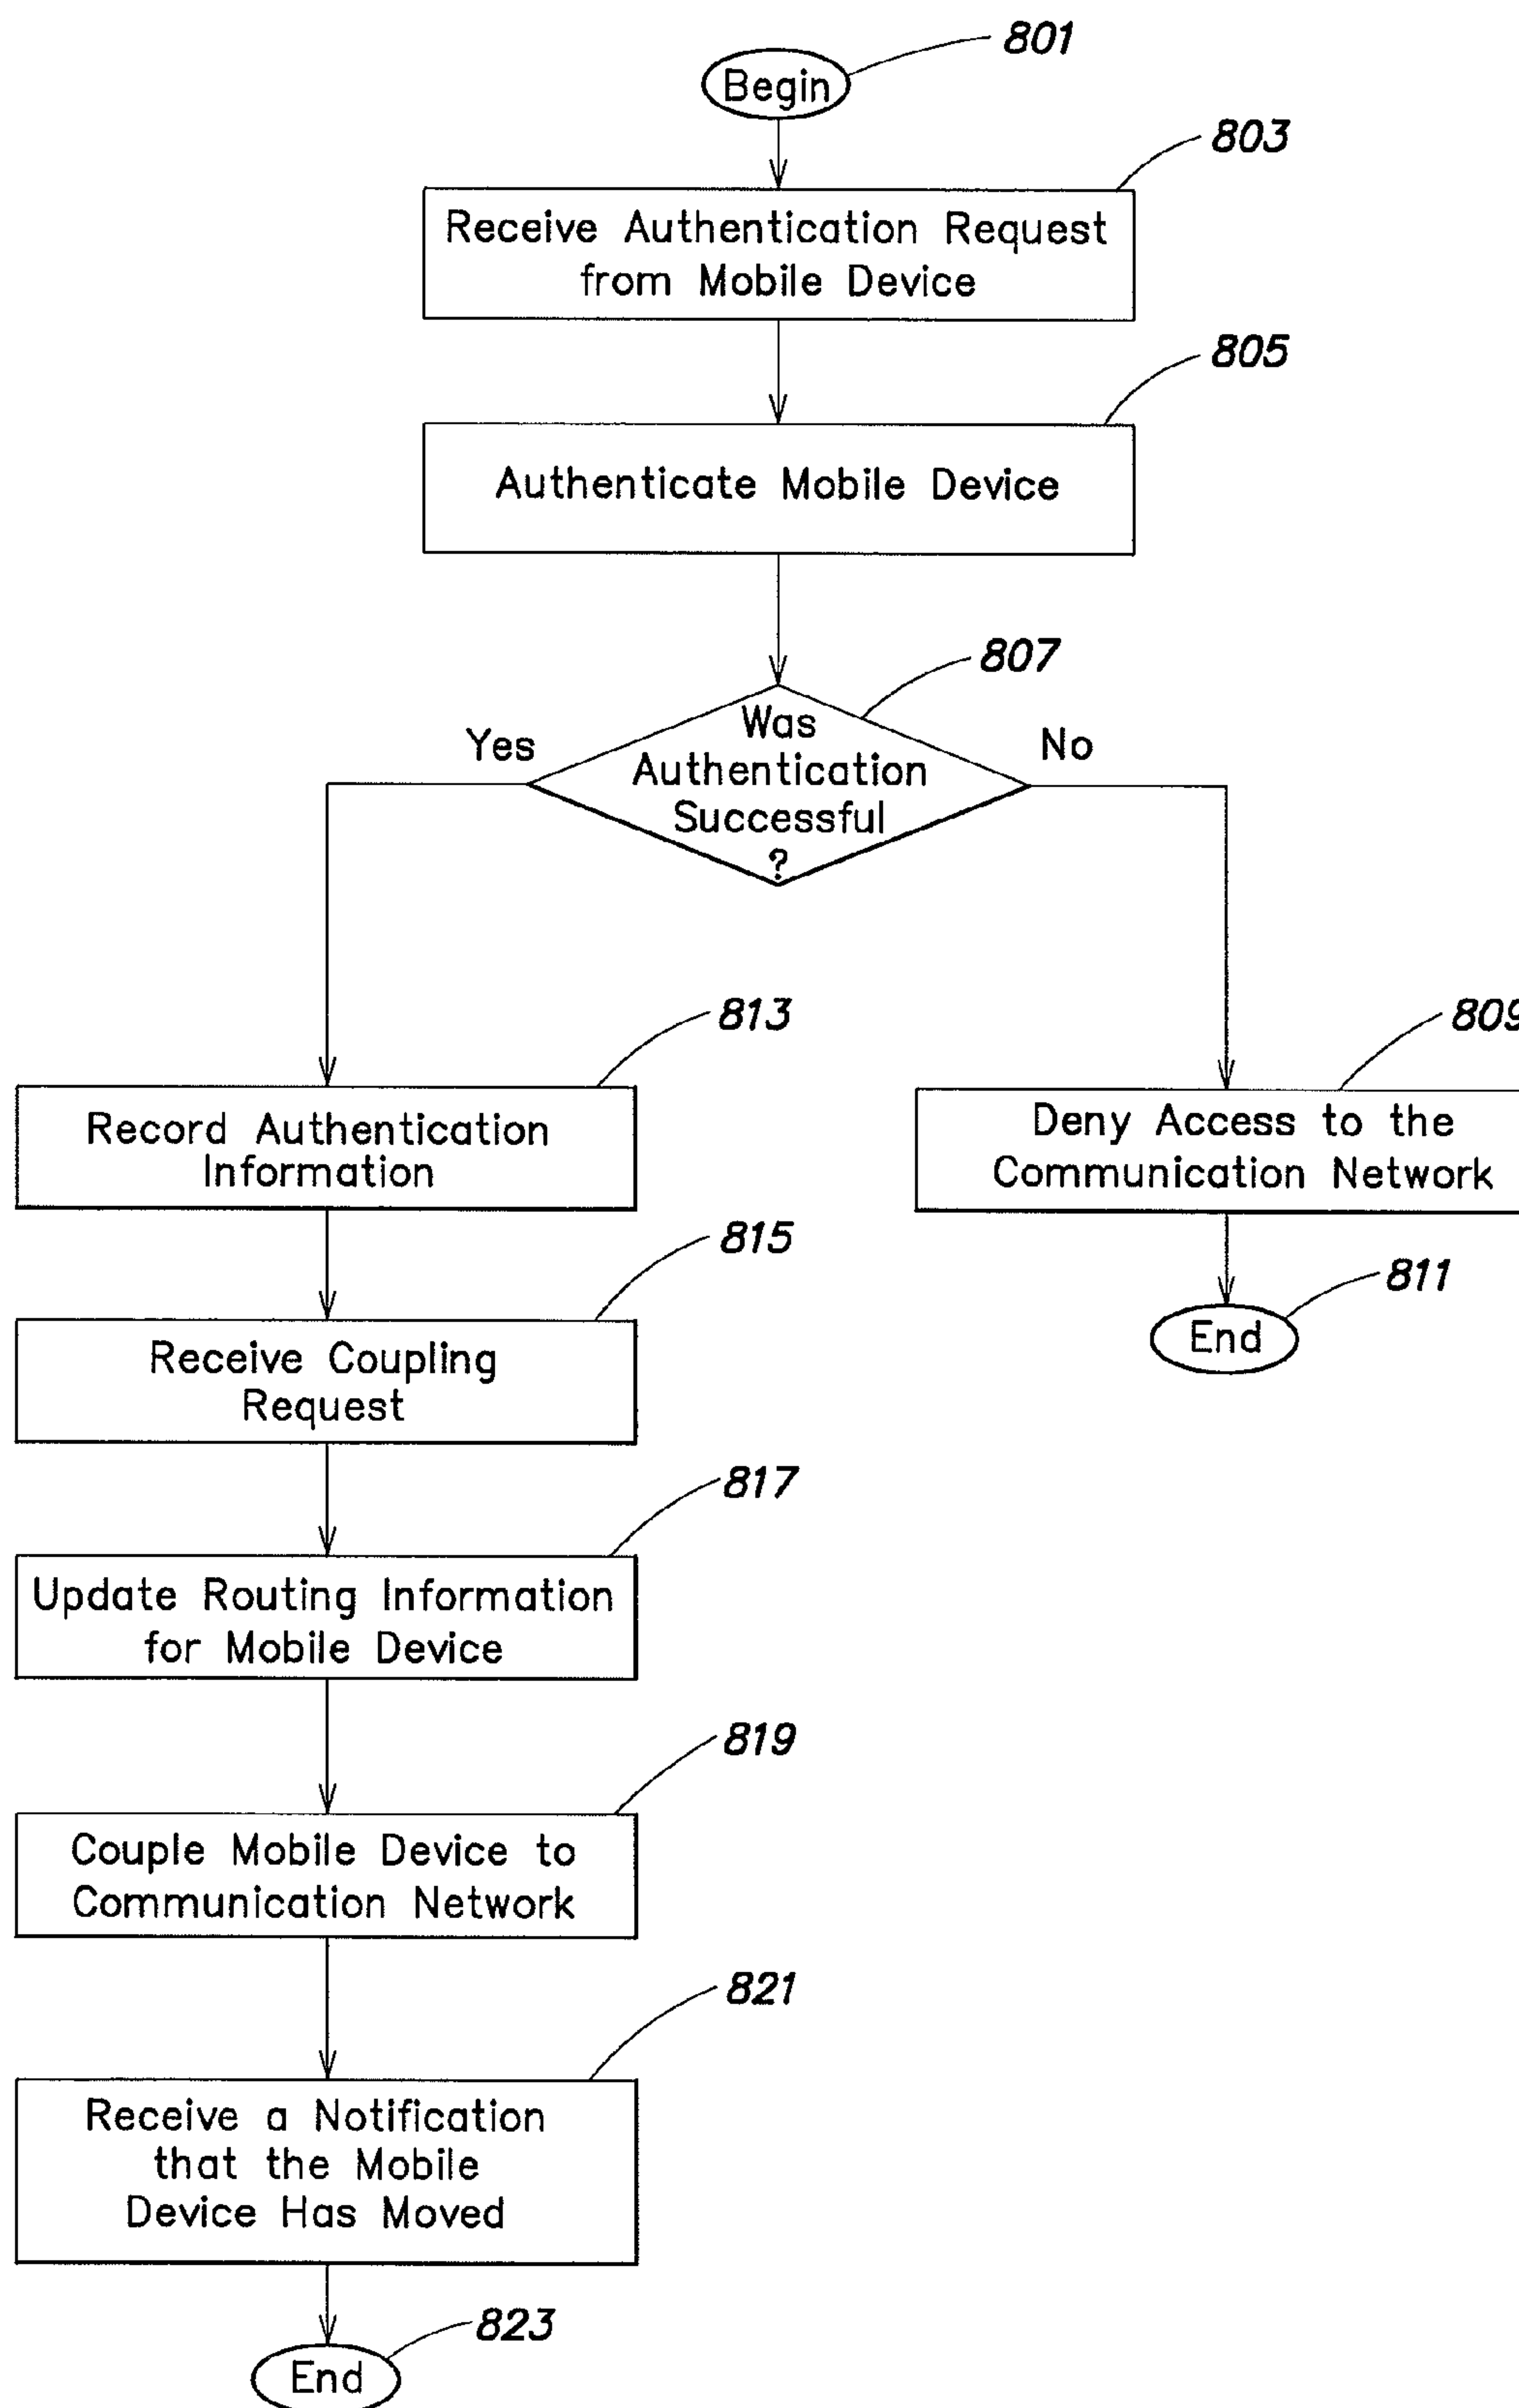 801
Begin
803
Receive Authentication Request
from Mobile Device
805
Authenticate Mobile Device
807
Yes
Was
Authentication
Successful
?
No
813
Record Authentication
Information
809
Deny Access to the
Communication Network
815
Receive Coupling
Request
811
End
817
Update Routing Information
for Mobile Device
819
Couple Mobile Device to
Communication Network
821
Receive a Notification
that the Mobile
Device Has Moved
823
End